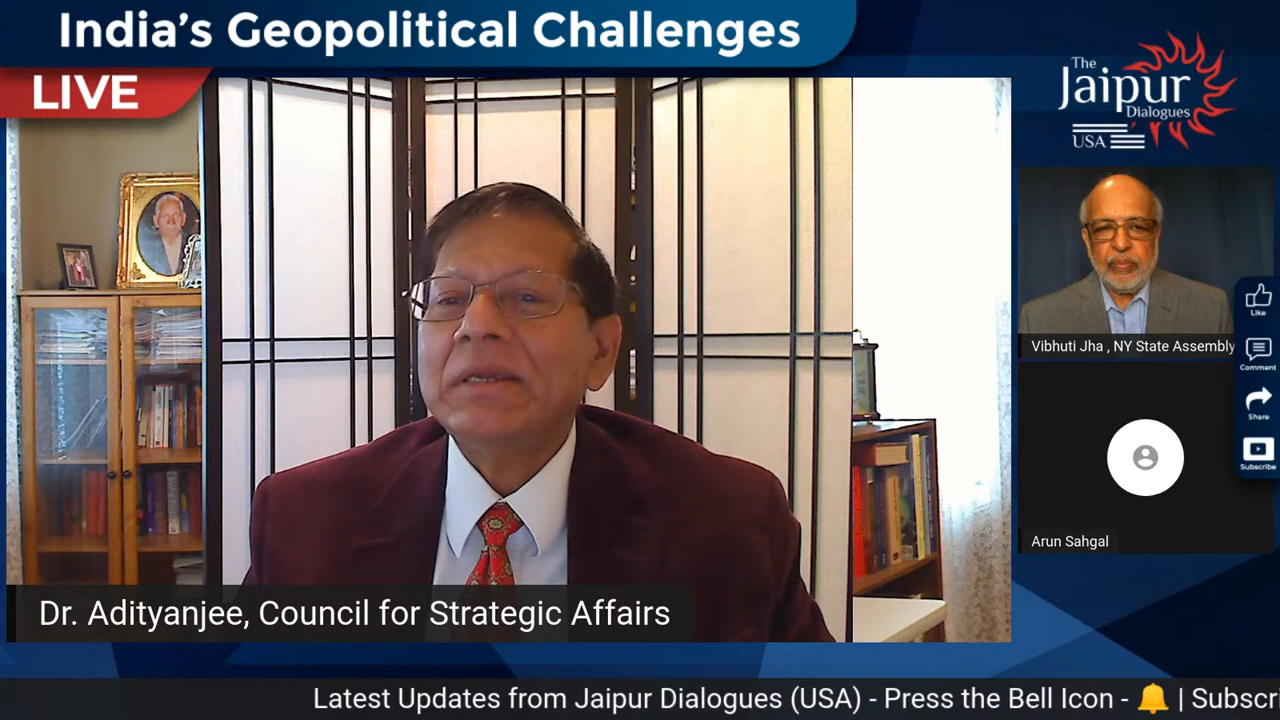 India's Geopolitical Challenges
LIVE
The
Jaipur
Dialogues
USA
Vibhuti Jha , NY State Assembly
Like
Comment
Share
Subscribe
Arun Sahgal
Dr. Adityanjee, Council for Strategic Affairs
Latest Updates from Jaipur Dialogues (USA) - Press the Bell Icon - 🔔 | Subscri